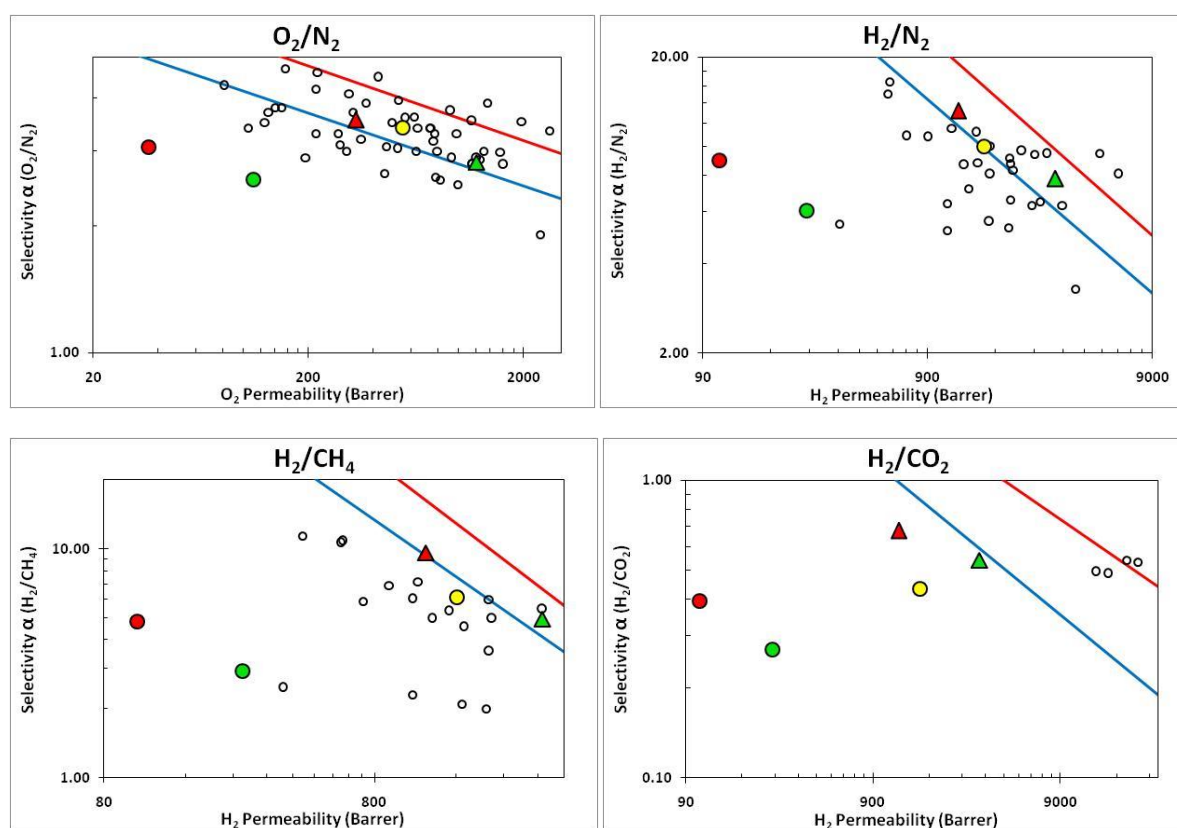 O₂/N₂
Selectivity α (O₂/N₂)
1.00
20
200
2000
O₂ Permeability (Barrer)
H₂/N₂
Selectivity α (H₂/N₂)
20.00
2.00
90
900
9000
H₂ Permeability (Barrer)
H₂/CH₄
Selectivity α (H₂/CH₄)
10.00
1.00
80
800
H₂ Permeability (Barrer)
H₂/CO₂
Selectivity α (H₂/CO₂)
1.00
0.10
90
900
9000
H₂ Permeability (Barrer)